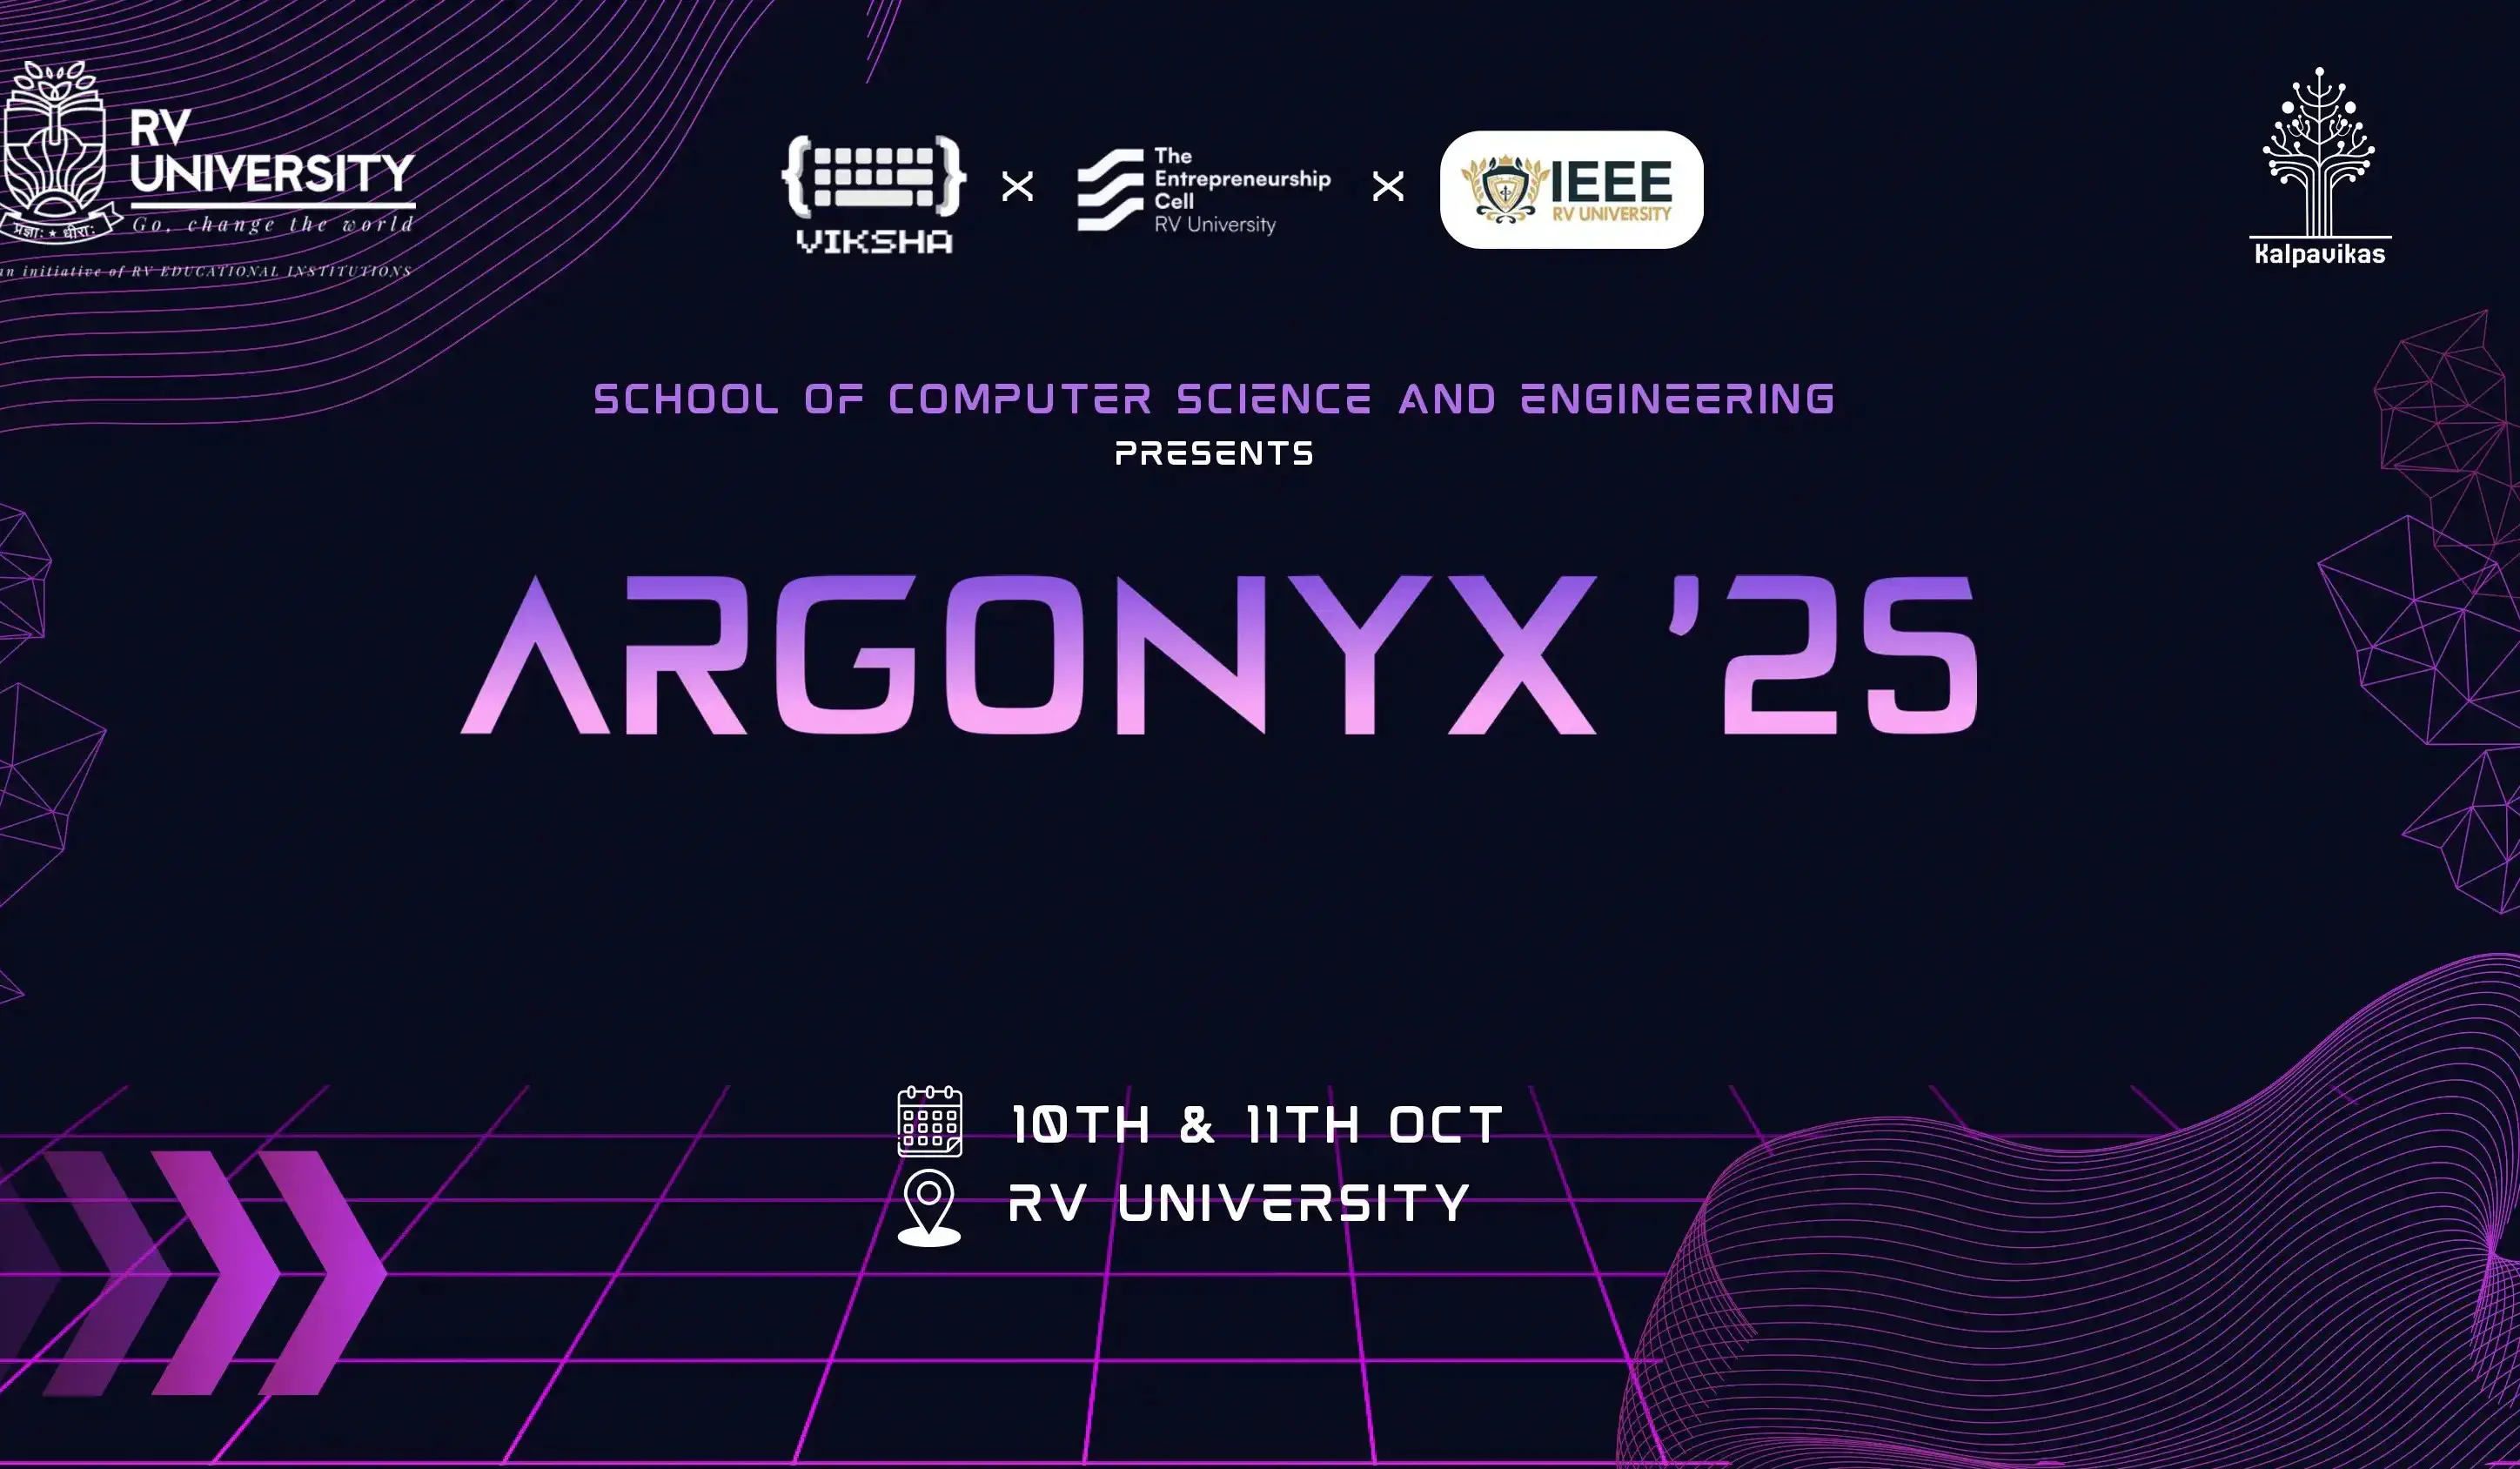 RV
UNIVERSITY
Go, change the world
प्रज्ञाः ★ धीराः
an initiative of RV EDUCATIONAL INSTITUTIONS
VIKSHA
X
The
Entrepreneurship
Cell
RV University
X
IEEE
RV UNIVERSITY
Kalpavikas
SCHOOL OF COMPUTER SCIENCE AND ENGINEERING
PRESENTS
ARGONYX '25
10TH & 11TH OCT
RV UNIVERSITY